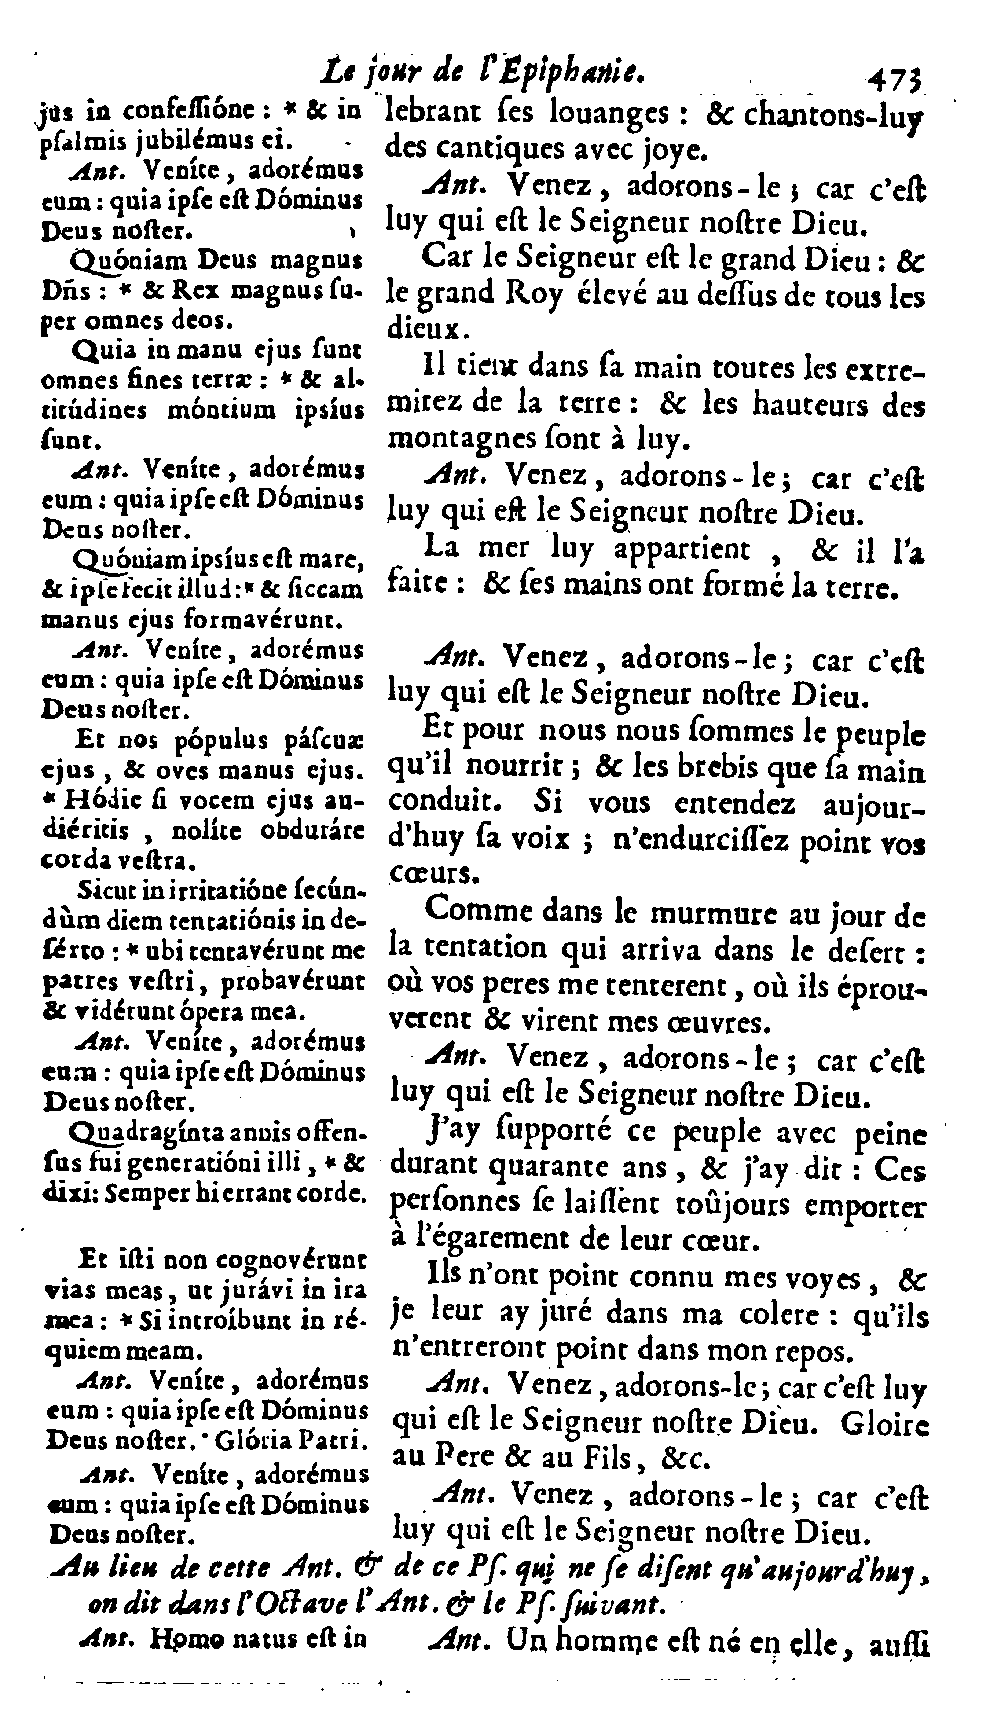 Le jour de l'Epiphanie. 473
jus in confeſſióne : * & in
pſalmis jubilémus ei.
Ant. Veníte, adorémus
eum : quia ipſe eſt Dóminus
Deus noſter.
Quóniam Deus magnus
Dñs : * & Rex magnus ſu-
per omnes deos.
Quia in manu ejus ſunt
omnes fines terræ : * & al-
titúdines móntium ipsíus
ſunt.
Ant. Veníte, adorémus
eum : quia ipſe eſt Dóminus
Deus noſter.
Quóniam ipsíus eſt mare,
& ipſe fecit illud : * & ſiccam
manus ejus formavérunt.
Ant. Veníte, adorémus
eum : quia ipſe eſt Dóminus
Deus noſter.
Et nos pópulus páſcuæ
ejus, & oves manus ejus.
* Hódie ſi vocem ejus au-
diéritis, nolíte obduráre
corda veſtra.
Sicut in irritatióne ſecún-
dùm diem tentatiónis in de-
ſérto : * ubi tentavérunt me
patres veſtri, probavérunt
& vidérunt ópera mea.
Ant. Veníte, adorémus
eum : quia ipſe eſt Dóminus
Deus noſter.
Quadragínta annis offen-
ſus fui generatióni illi, * &
dixi: Semper hi errant corde.
Et iſti non cognovérunt
vias meas, ut jurávi in ira
mea : * Si introíbunt in ré-
quiem meam.
Ant. Veníte, adorémus
eum : quia ipſe eſt Dóminus
Deus noſter. * Glória Patri.
Ant. Veníte, adorémus
eum : quia ipſe eſt Dóminus
Deus noſter.
lebrant ſes louanges : & chantons-luy
des cantiques avec joye.
Ant. Venez, adorons-le ; car c'eſt
luy qui eſt le Seigneur noſtre Dieu.
Car le Seigneur eſt le grand Dieu : &
le grand Roy élevé au deſſus de tous les
dieux.
Il tient dans ſa main toutes les extre-
mitez de la terre : & les hauteurs des
montagnes ſont à luy.
Ant. Venez, adorons-le ; car c'eſt
luy qui eſt le Seigneur noſtre Dieu.
La mer luy appartient, & il l'a
faite : & ſes mains ont formé la terre.
Ant. Venez, adorons-le ; car c'eſt
luy qui eſt le Seigneur noſtre Dieu.
Et pour nous nous ſommes le peuple
qu'il nourrit ; & les brebis que ſa main
conduit. Si vous entendez aujour-
d'huy ſa voix ; n'endurciſſez point vos
cœurs.
Comme dans le murmure au jour de
la tentation qui arriva dans le deſert :
où vos peres me tenterent, où ils éprou-
verent & virent mes œuvres.
Ant. Venez, adorons-le ; car c'eſt
luy qui eſt le Seigneur noſtre Dieu.
J'ay ſupporté ce peuple avec peine
durant quarante ans, & j'ay dit : Ces
perſonnes ſe laiſſent toûjours emporter
à l'égarement de leur cœur.
Ils n'ont point connu mes voyes, &
je leur ay juré dans ma colere : qu'ils
n'entreront point dans mon repos.
Ant. Venez, adorons-le ; car c'eſt luy
qui eſt le Seigneur noſtre Dieu. Gloire
au Pere & au Fils, &c.
Ant. Venez, adorons-le ; car c'eſt
luy qui eſt le Seigneur noſtre Dieu.
Au lieu de cette Ant. & de ce Pſ. qui ne ſe diſent qu'aujourd'huy,
on dit dans l'Octave l'Ant. & le Pſ. ſuivant.
Ant. Homo natus eſt in
Ant. Un homme eſt né en elle, auſſi